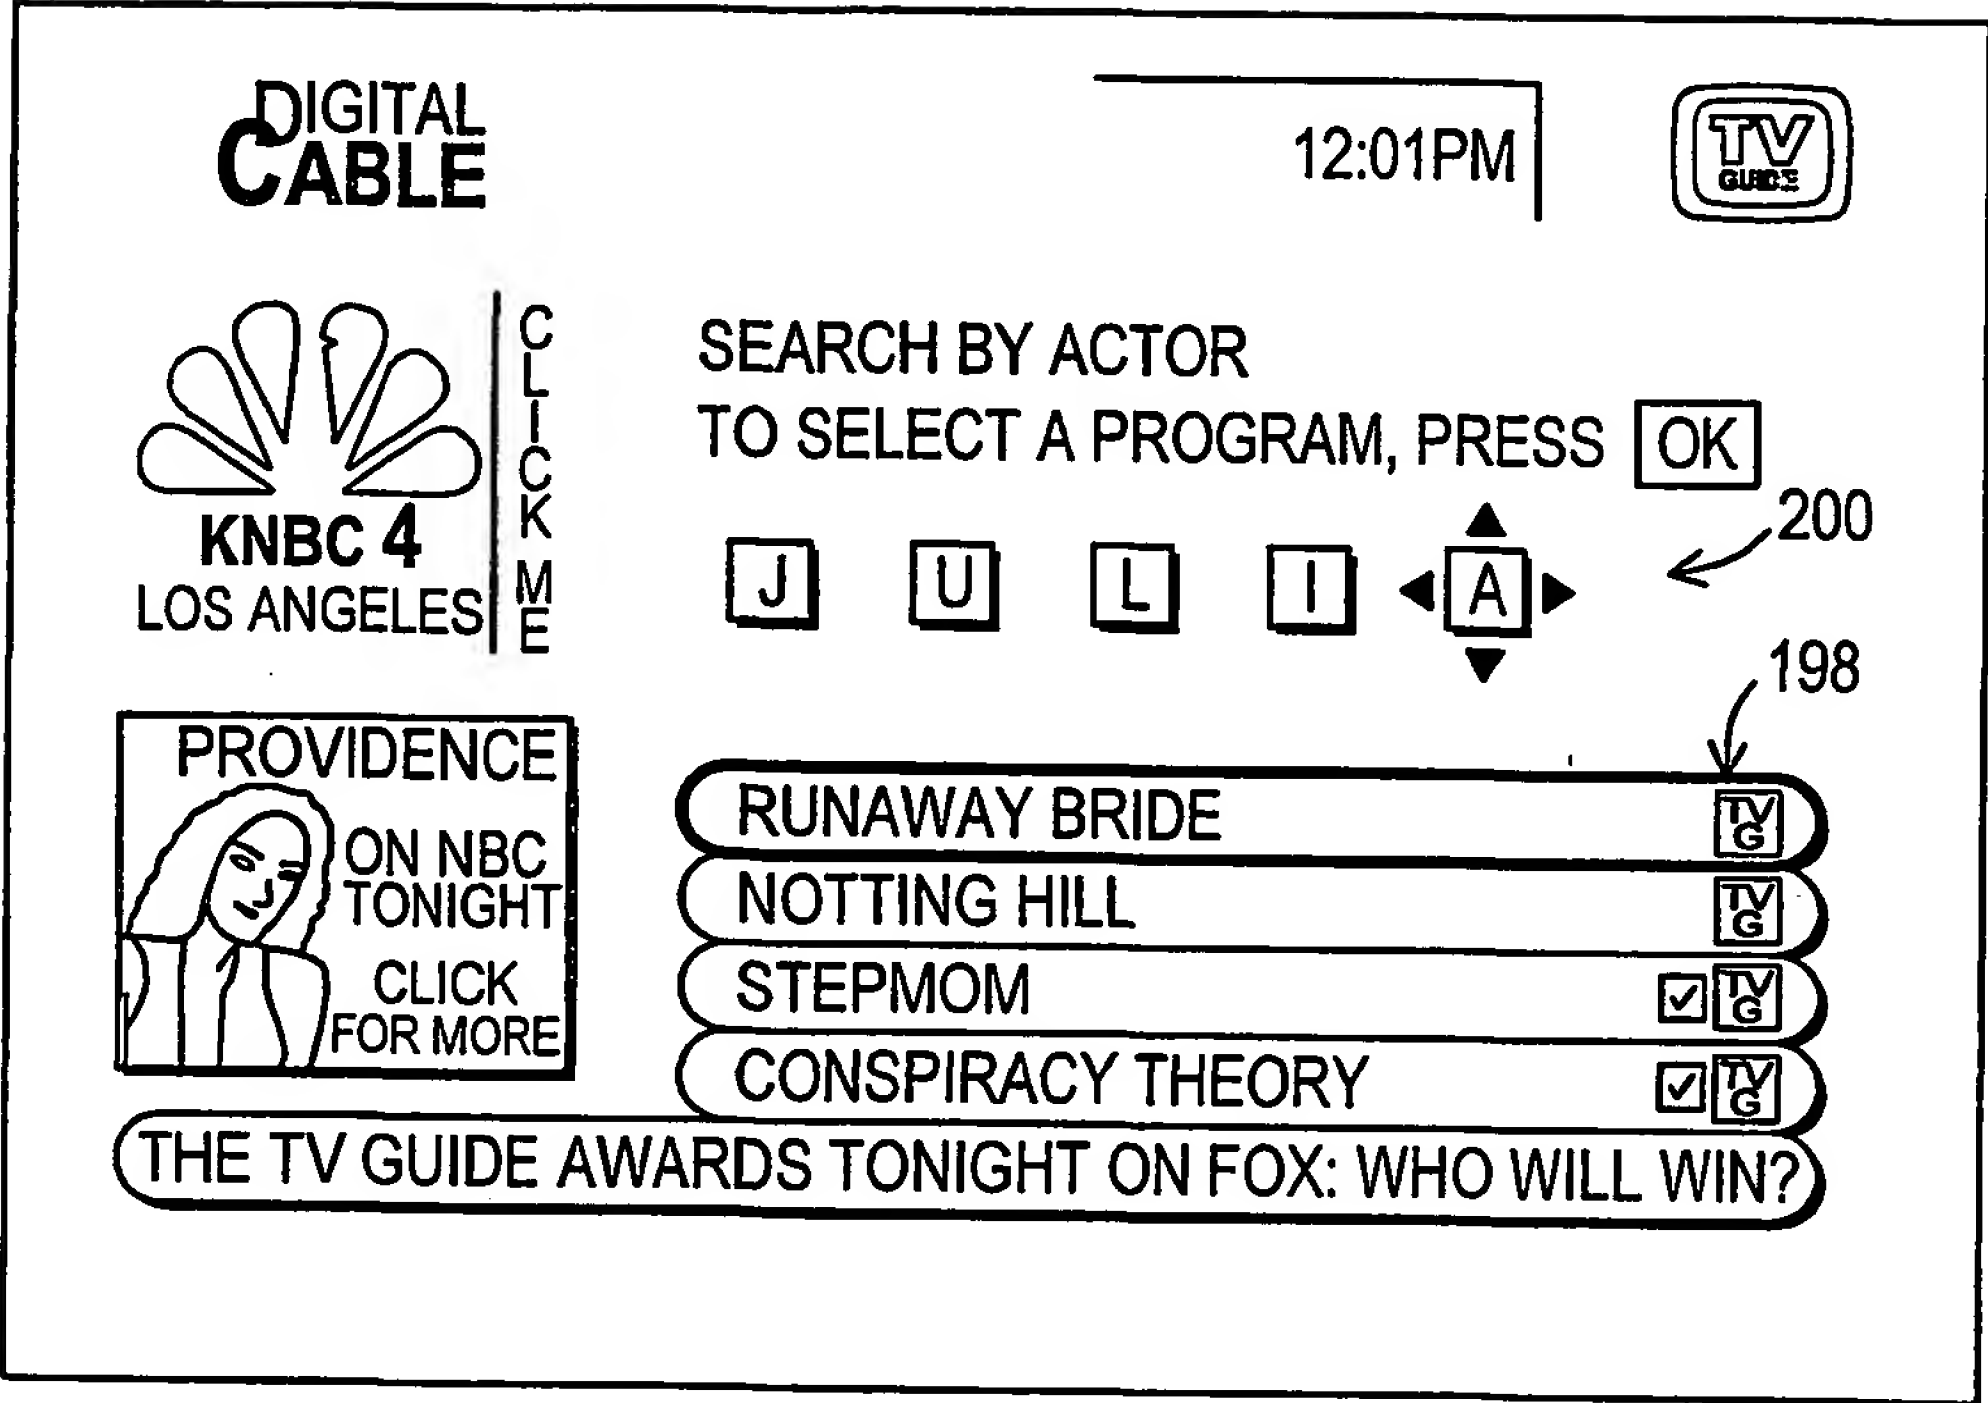 DIGITAL
CABLE
12:01PM
TV
GUIDE
KNBC 4
LOS ANGELES
CLICK ME
SEARCH BY ACTOR
TO SELECT A PROGRAM, PRESS OK
200
J U L I A
198
PROVIDENCE
ON NBC
TONIGHT
CLICK
FOR MORE
RUNAWAY BRIDE TV G
NOTTING HILL TV G
STEPMOM TV G
CONSPIRACY THEORY TV G
THE TV GUIDE AWARDS TONIGHT ON FOX: WHO WILL WIN?